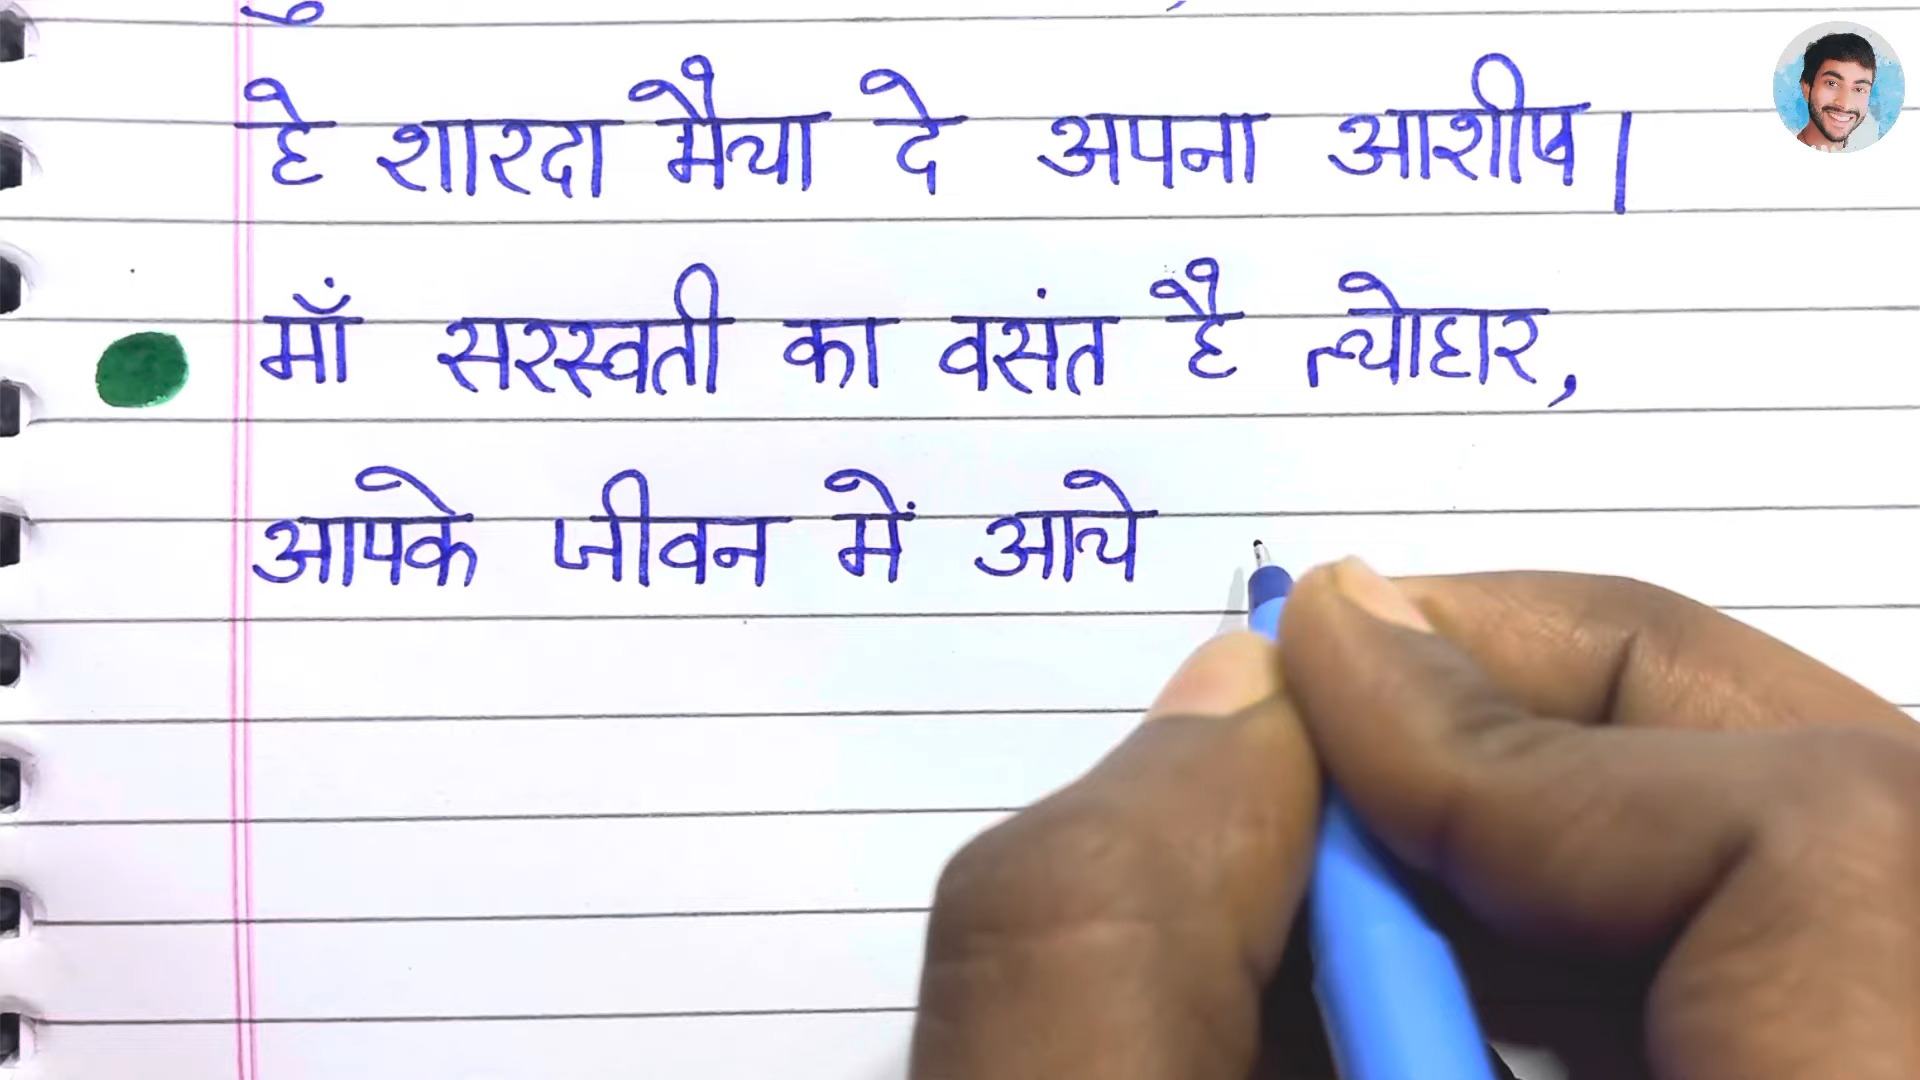 हे शारदा मैया दे अपना आशीष।
माँ सरस्वती का वसंत है त्योहार,
आपके जीवन में आये